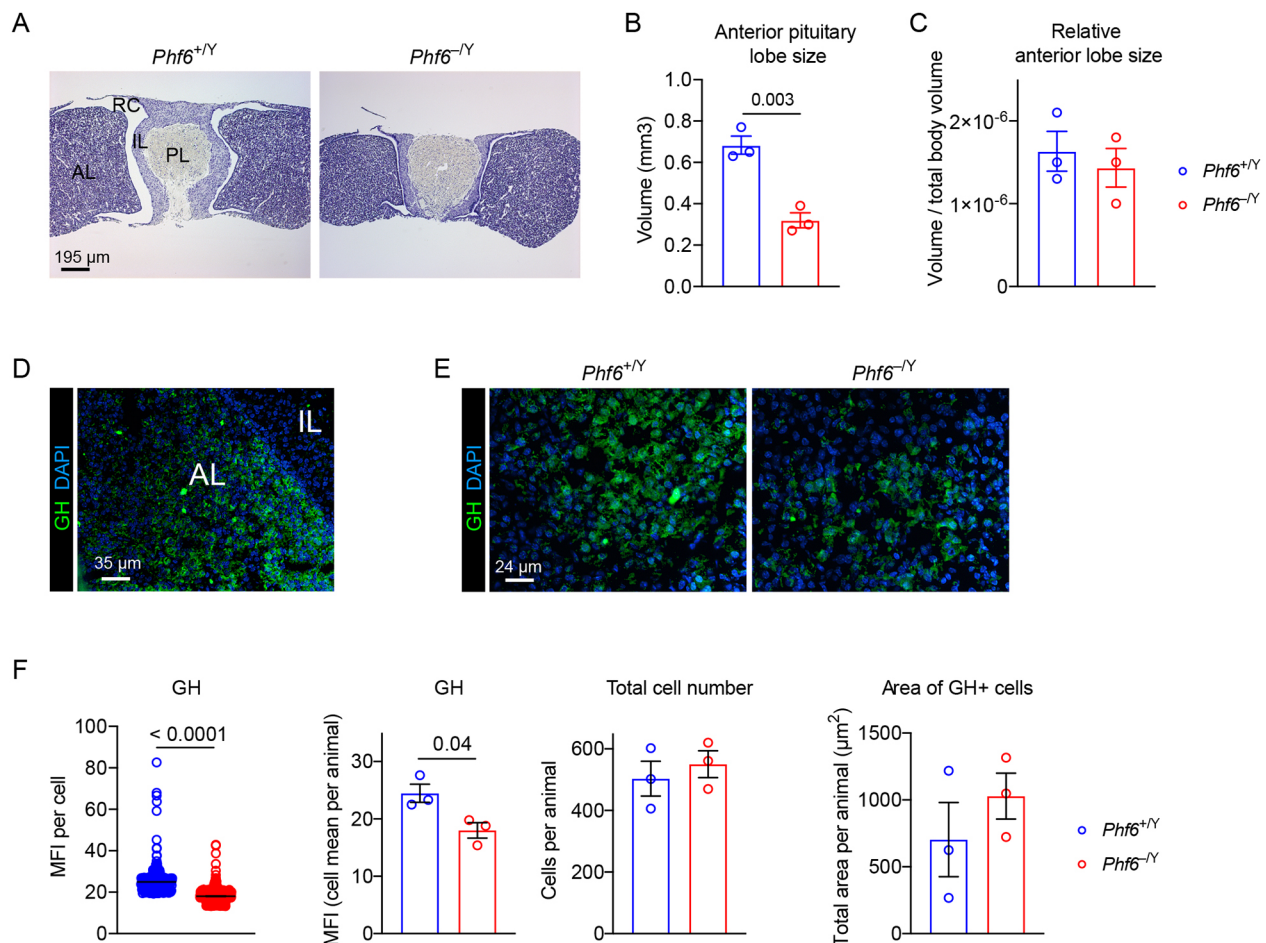 A
Phf6+/Y
Phf6–/Y
RC
IL
PL
AL
195 µm
B
Anterior pituitary
lobe size
Volume (mm3)
1.0
0.8
0.6
0.4
0.2
0.0
0.003
C
Relative
anterior lobe size
Volume / total body volume
2×10-6
1×10-6
0
Phf6+/Y
Phf6–/Y
D
GH DAPI
IL
AL
35 µm
E
Phf6+/Y
Phf6–/Y
GH DAPI
24 µm
F
GH
MFI per cell
100
80
60
40
20
0
< 0.0001
GH
MFI (cell mean per animal)
30
20
10
0
0.04
Total cell number
Cells per animal
600
400
200
0
Area of GH+ cells
Total area per animal (µm2)
1500
1000
500
0
Phf6+/Y
Phf6–/Y